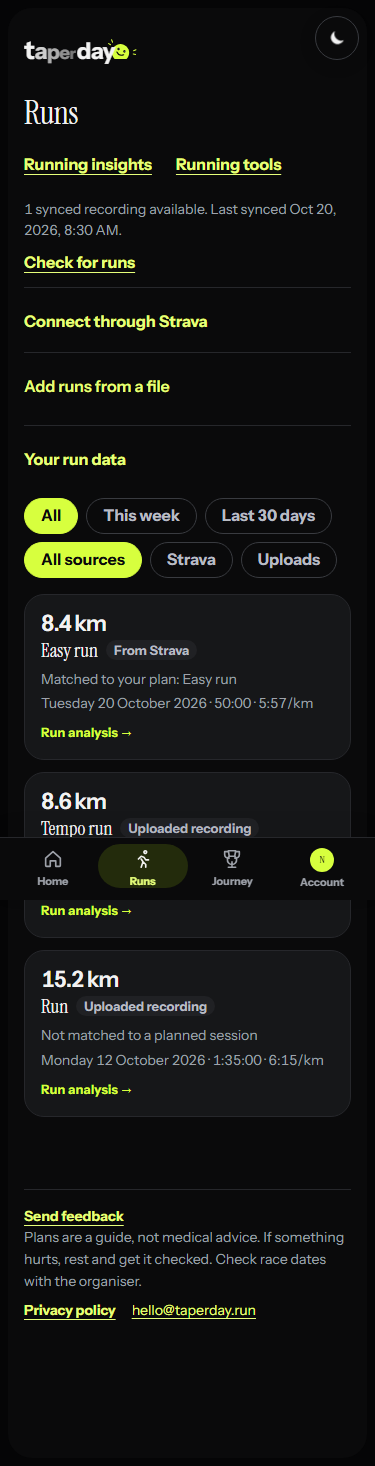 taperday
Runs
Running insights Running tools
1 synced recording available. Last synced Oct 20,
2026, 8:30 AM.
Check for runs
Connect through Strava
Add runs from a file
Your run data
All This week Last 30 days
All sources Strava Uploads
8.4 km
Easy run From Strava
Matched to your plan: Easy run
Tuesday 20 October 2026 · 50:00 · 5:57/km
Run analysis →
8.6 km
Tempo run Uploaded recording
Home Runs Journey N Account
Run analysis →
15.2 km
Run Uploaded recording
Not matched to a planned session
Monday 12 October 2026 · 1:35:00 · 6:15/km
Run analysis →
Send feedback
Plans are a guide, not medical advice. If something
hurts, rest and get it checked. Check race dates
with the organiser.
Privacy policy hello@taperday.run